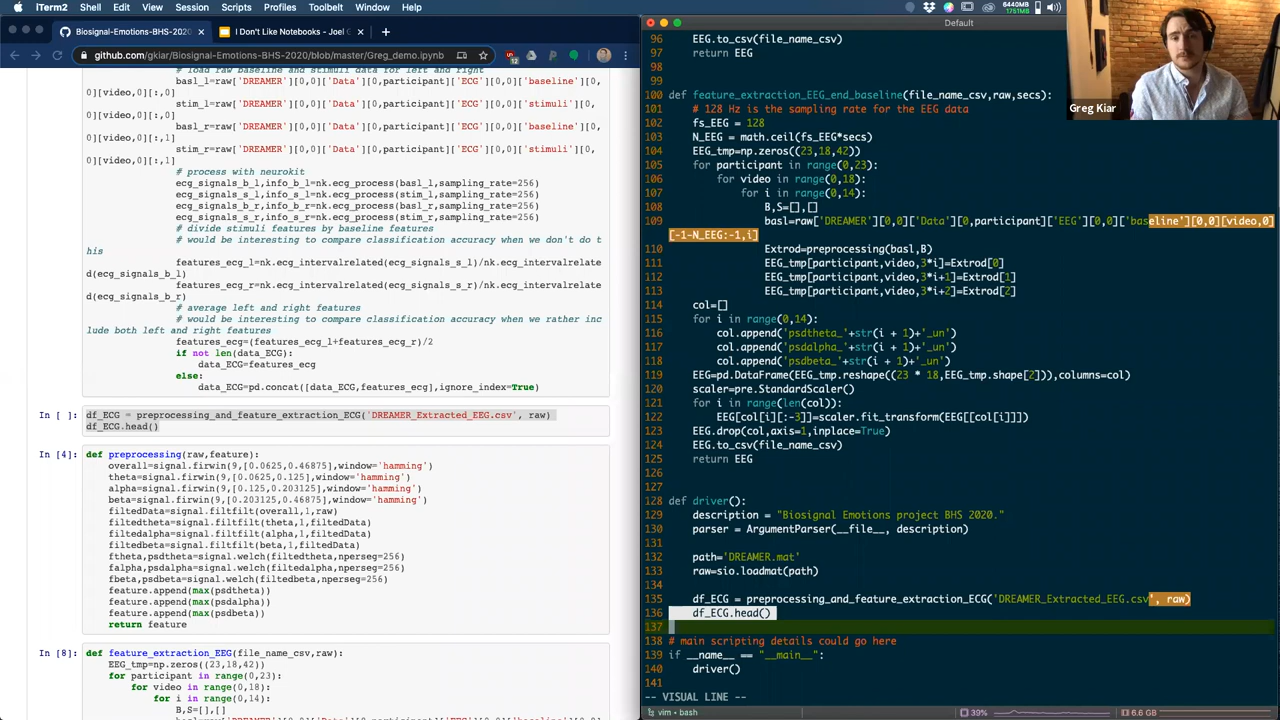 iTerm2 Shell Edit View Session Scripts Profiles Toolbelt Window Help
6440MB
1751MB
Biosignal-Emotions-BHS-2020/
I Don't Like Notebooks - Joel G
github.com/gkiar/Biosignal-Emotions-BHS-2020/blob/master/Greg_demo.ipynb
# load raw baseline and stimuli data for left and right
basl_l=raw['DREAMER'][0,0]['Data'][0,participant]['ECG'][0,0]['baseline'][0,
0][video,0][:,0]
stim_l=raw['DREAMER'][0,0]['Data'][0,participant]['ECG'][0,0]['stimuli'][0,
0][video,0][:,0]
basl_r=raw['DREAMER'][0,0]['Data'][0,participant]['ECG'][0,0]['baseline'][0,
0][video,0][:,1]
stim_r=raw['DREAMER'][0,0]['Data'][0,participant]['ECG'][0,0]['stimuli'][0,
0][video,0][:,1]
# process with neurokit
ecg_signals_b_l,info_b_l=nk.ecg_process(basl_l,sampling_rate=256)
ecg_signals_s_l,info_s_l=nk.ecg_process(stim_l,sampling_rate=256)
ecg_signals_b_r,info_b_r=nk.ecg_process(basl_r,sampling_rate=256)
ecg_signals_s_r,info_s_r=nk.ecg_process(stim_r,sampling_rate=256)
# divide stimuli features by baseline features
# would be interesting to compare classification accuracy when we don't do t
his
features_ecg_l=nk.ecg_intervalrelated(ecg_signals_s_l)/nk.ecg_intervalrelate
d(ecg_signals_b_l)
features_ecg_r=nk.ecg_intervalrelated(ecg_signals_s_r)/nk.ecg_intervalrelate
d(ecg_signals_b_r)
# average left and right features
# would be interesting to compare classification accuracy when we rather inc
lude both left and right features
features_ecg=(features_ecg_l+features_ecg_r)/2
if not len(data_ECG):
data_ECG=features_ecg
else:
data_ECG=pd.concat([data_ECG,features_ecg],ignore_index=True)
In [ ]: df_ECG = preprocessing_and_feature_extraction_ECG('DREAMER_Extracted_EEG.csv', raw)
df_ECG.head()
In [4]: def preprocessing(raw,feature):
overall=signal.firwin(9,[0.0625,0.46875],window='hamming')
theta=signal.firwin(9,[0.0625,0.125],window='hamming')
alpha=signal.firwin(9,[0.125,0.203125],window='hamming')
beta=signal.firwin(9,[0.203125,0.46875],window='hamming')
filteredData=signal.filtfilt(overall,1,raw)
filteredtheta=signal.filtfilt(theta,1,filteredData)
filteredalpha=signal.filtfilt(alpha,1,filteredData)
filteredbeta=signal.filtfilt(beta,1,filteredData)
ftheta,psdtheta=signal.welch(filteredtheta,nperseg=256)
falpha,psdalpha=signal.welch(filteredalpha,nperseg=256)
fbeta,psdbeta=signal.welch(filteredbeta,nperseg=256)
feature.append(max(psdtheta))
feature.append(max(psdalpha))
feature.append(max(psdbeta))
return feature
In [8]: def feature_extraction_EEG(file_name_csv,raw):
EEG_tmp=np.zeros((23,18,42))
for participant in range(0,23):
for video in range(0,18):
for i in range(0,14):
B,S=[],[]
Default
96 EEG.to_csv(file_name_csv)
97 return EEG
98
99
100 def feature_extraction_EEG_end_baseline(file_name_csv,raw,secs):
101 # 128 Hz is the sampling rate for the EEG data
102 fs_EEG = 128
103 N_EEG = math.ceil(fs_EEG*secs)
104 EEG_tmp=np.zeros((23,18,42))
105 for participant in range(0,23):
106 for video in range(0,18):
107 for i in range(0,14):
108 B,S=[],[]
109 basl=raw['DREAMER'][0,0]['Data'][0,participant]['EEG'][0,0]['baseline'][0,0][video,0]
[-1-N_EEG:-1,i]
110 Extrod=preprocessing(basl,B)
111 EEG_tmp[participant,video,3*i]=Extrod[0]
112 EEG_tmp[participant,video,3*i+1]=Extrod[1]
113 EEG_tmp[participant,video,3*i+2]=Extrod[2]
114 col=[]
115 for i in range(0,14):
116 col.append('psdtheta_'+str(i + 1)+'_un')
117 col.append('psdalpha_'+str(i + 1)+'_un')
118 col.append('psdbeta_'+str(i + 1)+'_un')
119 EEG=pd.DataFrame(EEG_tmp.reshape((23 * 18,EEG_tmp.shape[2])),columns=col)
120 scaler=pre.StandardScaler()
121 for i in range(len(col)):
122 EEG[col[i][:-3]]=scaler.fit_transform(EEG[[col[i]]])
123 EEG.drop(col,axis=1,inplace=True)
124 EEG.to_csv(file_name_csv)
125 return EEG
126
127
128 def driver():
129 description = "Biosignal Emotions project BHS 2020."
130 parser = ArgumentParser(__file__, description)
131
132 path='DREAMER.mat'
133 raw=sio.loadmat(path)
134
135 df_ECG = preprocessing_and_feature_extraction_ECG('DREAMER_Extracted_EEG.csv', raw)
136 df_ECG.head()
137
138 # main scripting details could go here
139 if __name__ == "__main__":
140 driver()
141
-- VISUAL LINE --
vim • bash
39%
6.6 GB
Greg Kiar